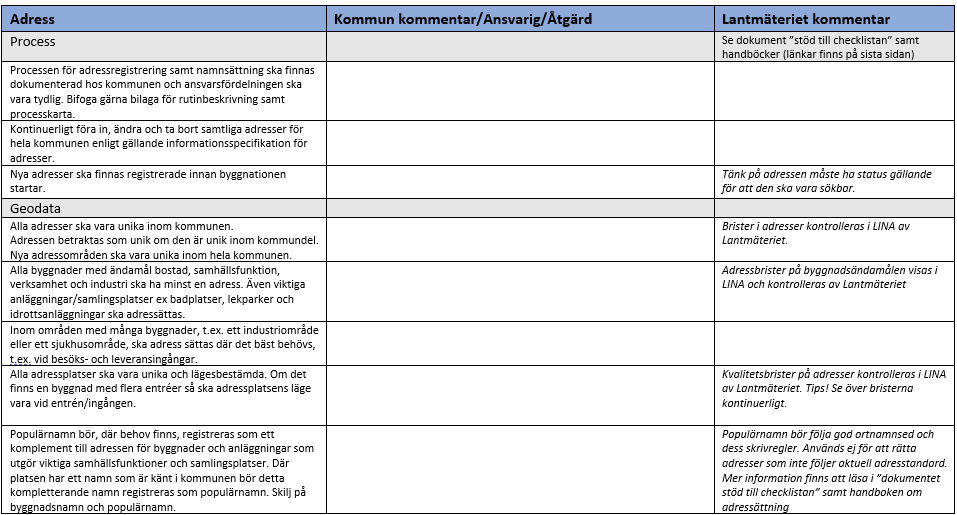 Adress
Kommun kommentar/Ansvarig/Åtgärd
Lantmäteriet kommentar
Process
Se dokument ”stöd till checklistan” samt
handböcker (länkar finns på sista sidan)
Processen för adressregistrering samt namnsättning ska finnas
dokumenterad hos kommunen och ansvarsfördelningen ska
vara tydlig. Bifoga gärna bilaga för rutinbeskrivning samt
processkarta.
Kontinuerligt föra in, ändra och ta bort samtliga adresser för
hela kommunen enligt gällande informationsspecifikation för
adresser.
Nya adresser ska finnas registrerade innan byggnationen
startar.
Tänk på adressen måste ha status gällande
för att den ska vara sökbar.
Geodata
Alla adresser ska vara unika inom kommunen.
Adressen betraktas som unik om den är unik inom kommundel.
Nya adressområden ska vara unika inom hela kommunen.
Brister i adresser kontrolleras i LINA av
Lantmäteriet.
Alla byggnader med ändamål bostad, samhällsfunktion,
verksamhet och industri ska ha minst en adress. Även viktiga
anläggningar/samlingsplatser ex badplatser, lekparker och
idrottsanläggningar ska adressättas.
Adressbrister på byggnadsändamålen visas i
LINA och kontrolleras av Lantmäteriet
Inom områden med många byggnader, t.ex. ett industriområde
eller ett sjukhusområde, ska adress sättas där det bäst behövs,
t.ex. vid besöks- och leveransingångar.
Alla adressplatser ska vara unika och lägesbestämda. Om det
finns en byggnad med flera entréer så ska adressplatsens läge
vara vid entrén/ingången.
Kvalitetsbrister på adresser kontrolleras i LINA
av Lantmäteriet. Tips! Se över bristerna
kontinuerligt.
Populärnamn bör, där behov finns, registreras som ett
komplement till adressen för byggnader och anläggningar som
utgör viktiga samhällsfunktioner och samlingsplatser. Där
platsen har ett namn som är känt i kommunen bör detta
kompletterande namn registreras som populärnamn. Skilj på
byggnadsnamn och populärnamn.
Populärnamn bör följa god ortnamnsed och
dess skrivregler. Används ej för att rätta
adresser som inte följer aktuell adresstandard.
Mer information finns att läsa i ”dokumentet
stöd till checklistan” samt handboken om
adressättning